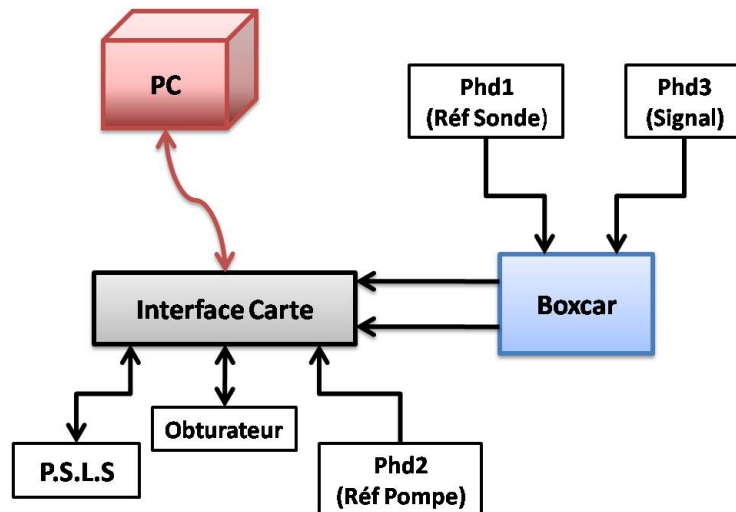 PC
Phd1
(Réf Sonde)
Phd3
(Signal)
Interface Carte
Boxcar
P.S.L.S
Obturateur
Phd2
(Réf Pompe)